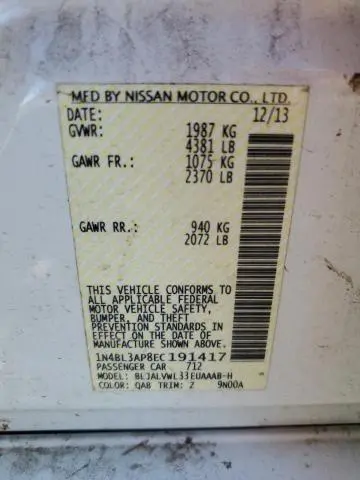 MFD BY NISSAN MOTOR CO., LTD.
DATE: 12/13
GVWR: 1987 KG
4381 LB
GAWR FR.: 1075 KG
2370 LB
GAWR RR.: 940 KG
2072 LB
THIS VEHICLE CONFORMS TO
ALL APPLICABLE FEDERAL
MOTOR VEHICLE SAFETY,
BUMPER, AND THEFT
PREVENTION STANDARDS IN
EFFECT ON THE DATE OF
MANUFACTURE SHOWN ABOVE.
1N4BL3AP8EC191417
PASSENGER CAR 712
MODEL: BLJALVWL33EUAAAB-H
COLOR: QAB TRIM: Z 9N00A